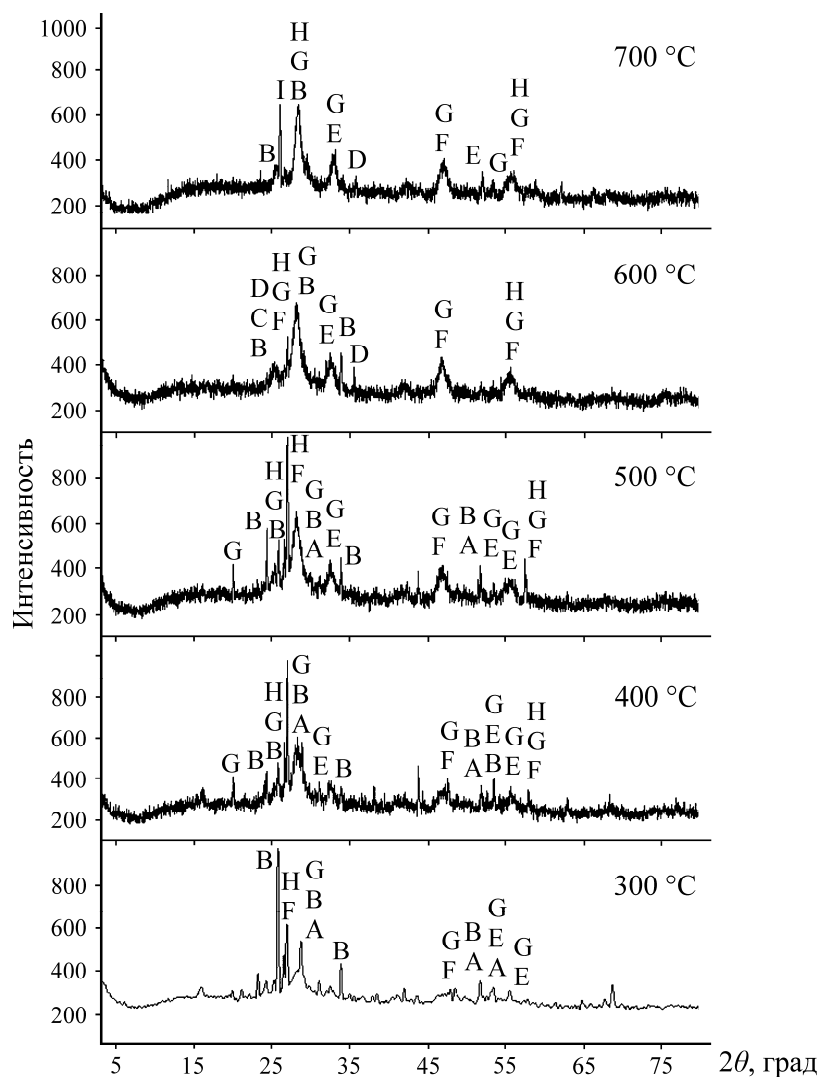 1000 H
800 G 700 °C
I B G H
600 G G
B E D F E G F
400
200
G
H G 600 °C
800 D G B G H
C F G B F G
600 B E D F
400
200
Интенсивность
H
H F 500 °C
800 G G B G H
B B B G G A G G G
600 G A E B F E E F
400
200
G 400 °C
H B G H
800 G A G G B E G G
G B B E B F A B E F
600
400
200
B G G 300 °C
800 H B B E
F A B G A A G
600 F E
400
200
5 15 25 35 45 55 65 75 2θ, град